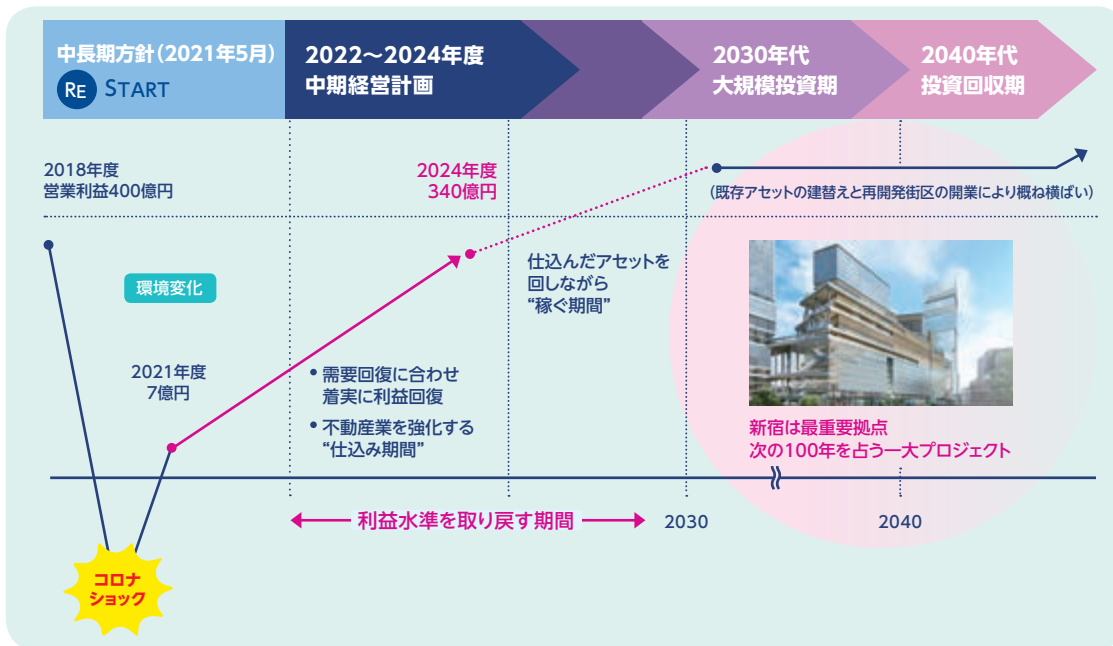 中長期方針(2021年5月)
RE START
2022～2024年度
中期経営計画
2030年代
大規模投資期
2040年代
投資回収期
2018年度
営業利益400億円
2024年度
340億円
(既存アセットの建替えと再開発街区の開業により概ね横ばい)
環境変化
仕込んだアセットを
回しながら
“稼ぐ期間”
2021年度
7億円
• 需要回復に合わせ
着実に利益回復
• 不動産業を強化する
“仕込み期間”
新宿は最重要拠点
次の100年を占う一大プロジェクト
利益水準を取り戻す期間
2030
2040
コロナ
ショック